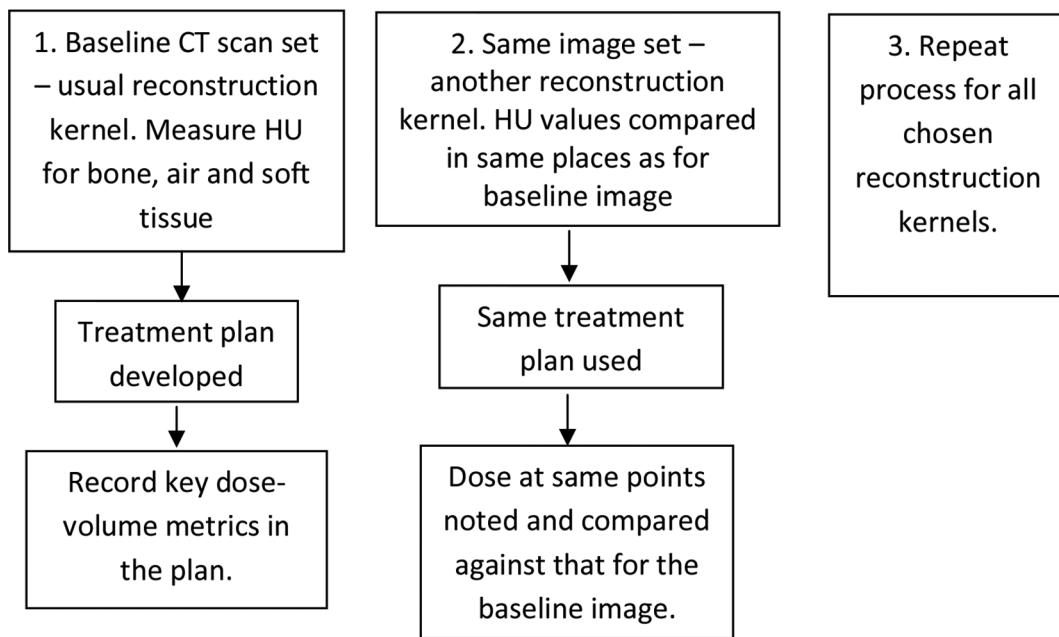 1. Baseline CT scan set
– usual reconstruction
kernel. Measure HU
for bone, air and soft
tissue
Treatment plan
developed
Record key dose-
volume metrics in
the plan.
2. Same image set –
another reconstruction
kernel. HU values compared
in same places as for
baseline image
Same treatment
plan used
Dose at same points
noted and compared
against that for the
baseline image.
3. Repeat
process for all
chosen
reconstruction
kernels.